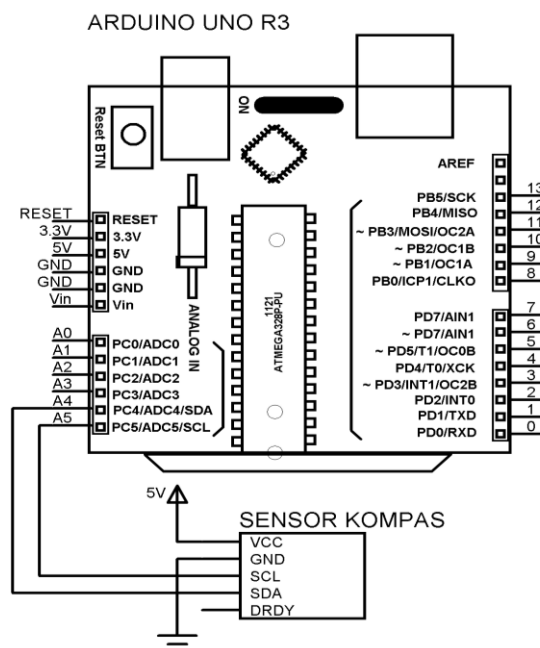 ARDUINO UNO R3
Reset BTN
ON
AREF
13
PB5/SCK
12
PB4/MISO
11
~ PB3/MOSI/OC2A
10
~ PB2/OC1B
9
~ PB1/OC1A
8
PB0/ICP1/CLKO
RESET
RESET
3.3V
3.3V
5V
5V
GND
GND
GND
GND
Vin
Vin
ANALOG IN
1121
ATMEGA328P-PU
7
PD7/AIN1
6
~ PD7/AIN1
5
~ PD5/T1/OC0B
4
PD4/T0/XCK
3
~ PD3/INT1/OC2B
2
PD2/INT0
1
PD1/TXD
0
PD0/RXD
A0
PC0/ADC0
A1
PC1/ADC1
A2
PC2/ADC2
A3
PC3/ADC3
A4
PC4/ADC4/SDA
A5
PC5/ADC5/SCL
5V
SENSOR KOMPAS
VCC
GND
SCL
SDA
DRDY